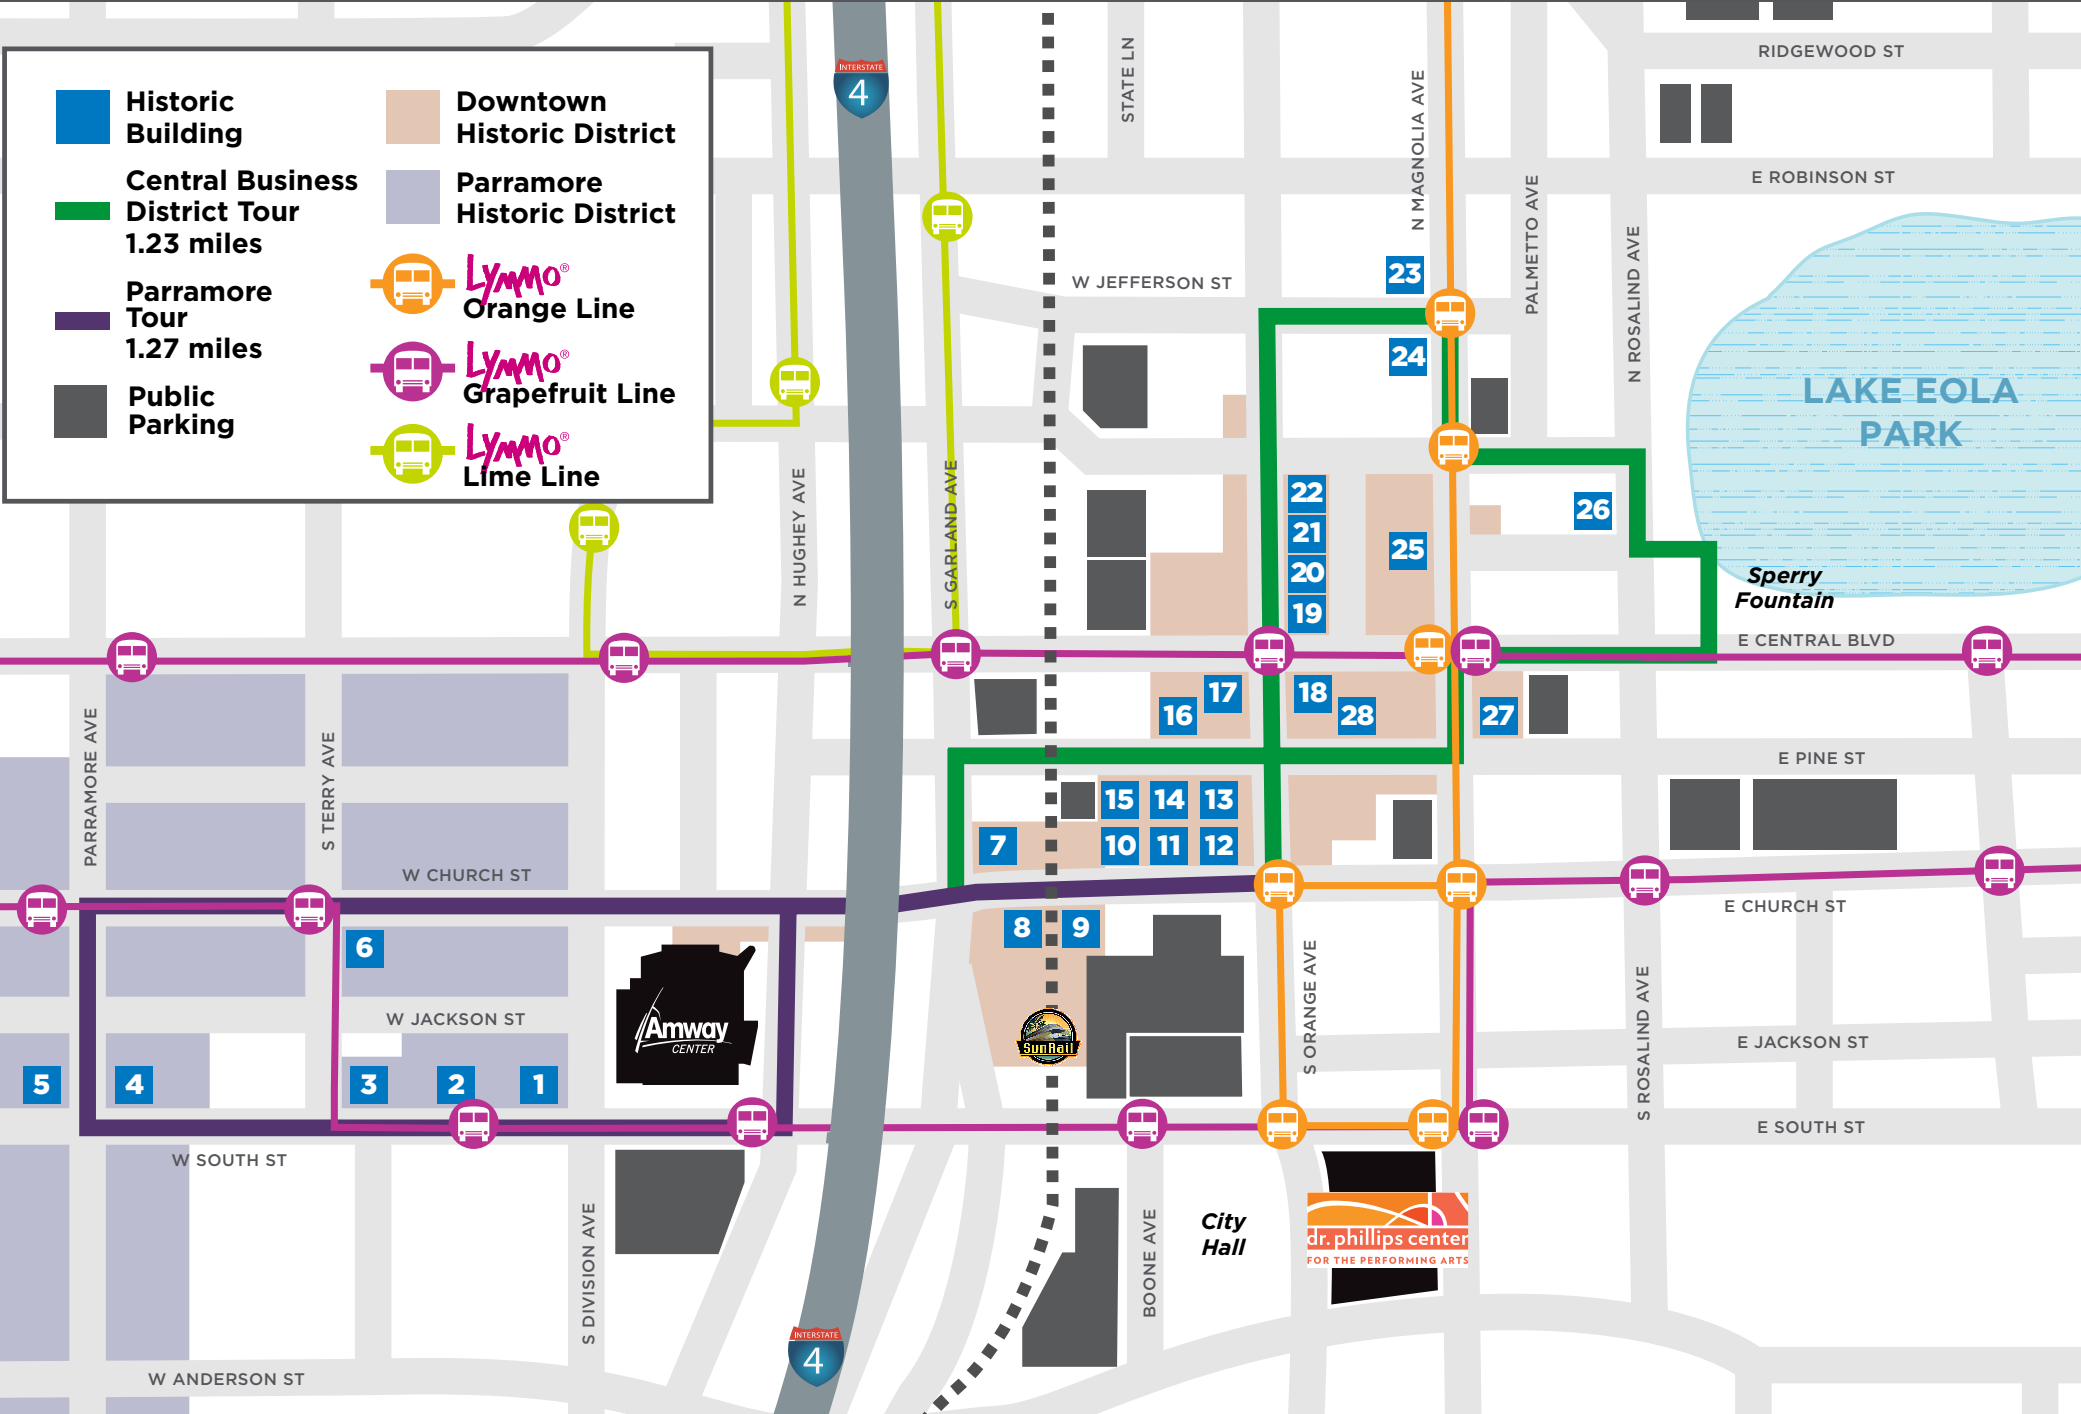 Historic
Building
Central Business
District Tour
1.23 miles
Parramore
Tour
1.27 miles
Public
Parking
Downtown
Historic District
Parramore
Historic District
LYMMO®
Orange Line
LYMMO®
Grapefruit Line
LYMMO®
Lime Line
INTERSTATE
4
STATE LN
N MAGNOLIA AVE
PALMETTO AVE
N ROSALIND AVE
RIDGEWOOD ST
E ROBINSON ST
W JEFFERSON ST
23
24
LAKE EOLA
PARK
N HUGHEY AVE
S GARLAND AVE
22
21
20
19
25
26
Sperry
Fountain
E CENTRAL BLVD
PARRAMORE AVE
S TERRY AVE
16
17
18
28
27
E PINE ST
15
14
13
7
10
11
12
W CHURCH ST
E CHURCH ST
6
8
9
W JACKSON ST
Amway
CENTER
SunRail
S ORANGE AVE
S ROSALIND AVE
E JACKSON ST
5
4
3
2
1
W SOUTH ST
E SOUTH ST
S DIVISION AVE
BOONE AVE
City
Hall
dr. phillips center
FOR THE PERFORMING ARTS
INTERSTATE
4
W ANDERSON ST